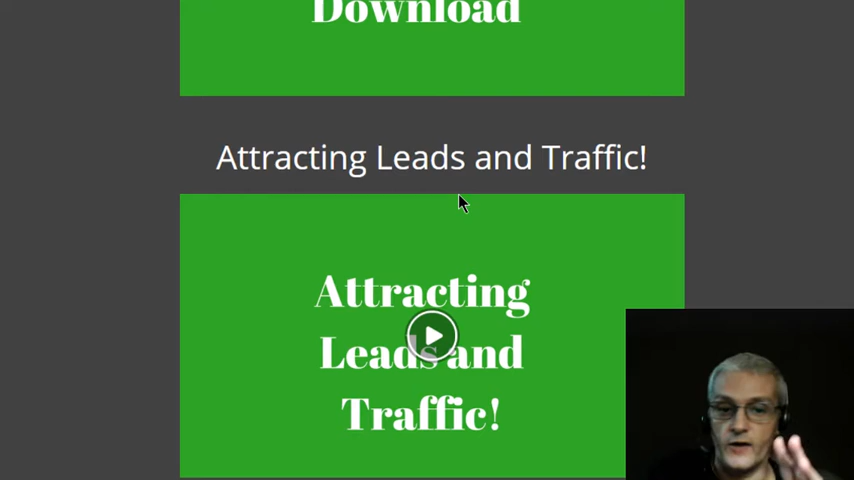 Download
Attracting Leads and Traffic!
Attracting
Leads and
Traffic!